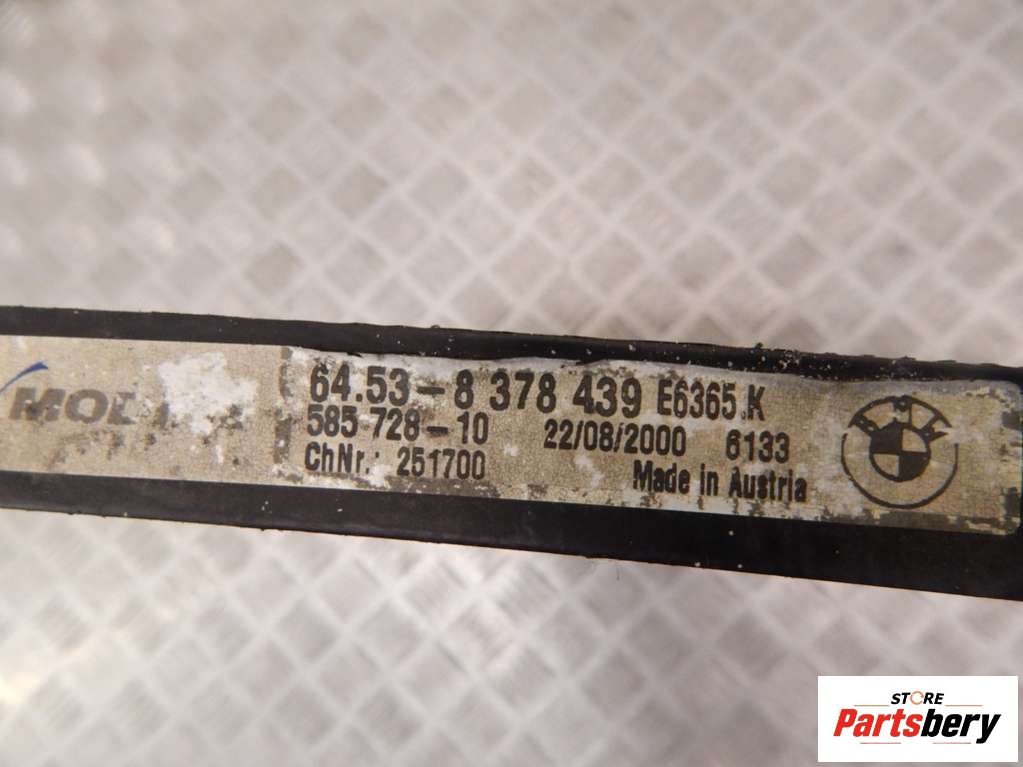 64.53-8 378 439 E6365.K
585-728-10 22/08/2000 6133
ChNr.: 251700 Made in Austria
STORE
Partsbery